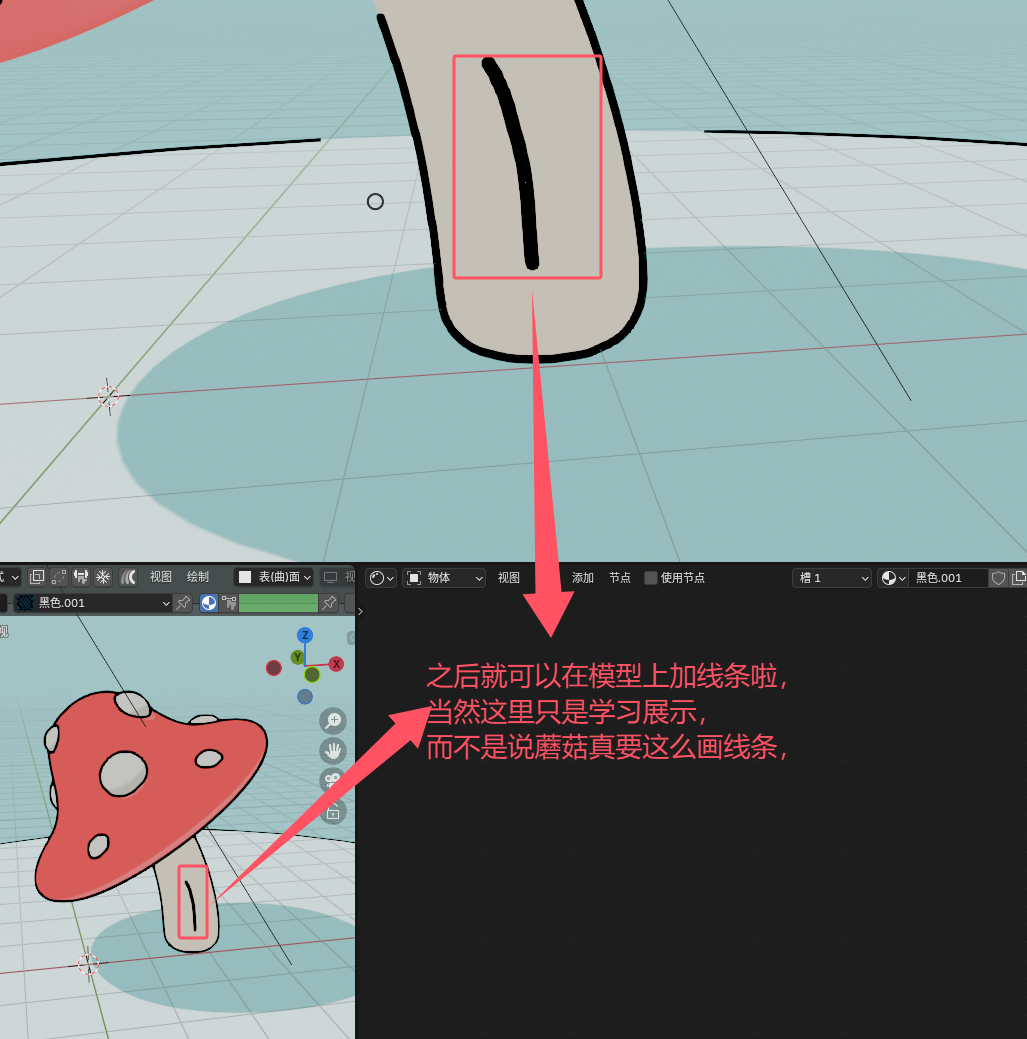 物体
视图
添加
节点
使用节点
槽 1
黑色.001
式
视图
绘制
表(曲)面
视
黑色.001
视
Z
Y
X
之后就可以在模型上加线条啦，
当然这里只是学习展示，
而不是说蘑菇真要这么画线条，